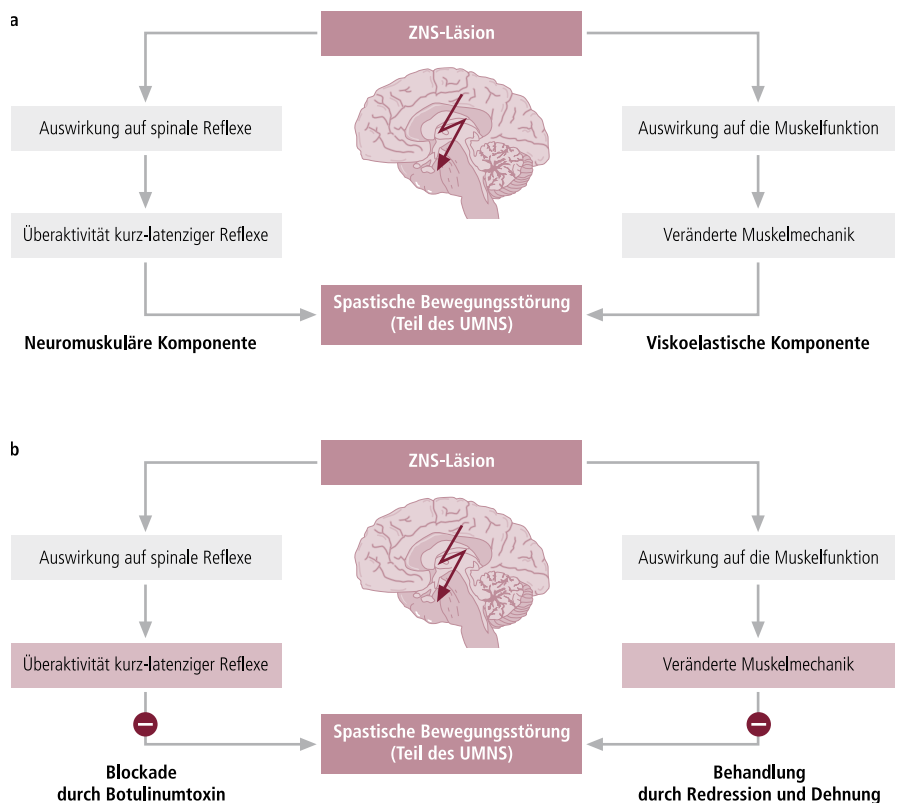 a
ZNS-Läsion
Auswirkung auf spinale Reflexe
Auswirkung auf die Muskelfunktion
Überaktivität kurz-latenziger Reflexe
Veränderte Muskelmechanik
Spastische Bewegungsstörung
(Teil des UMNS)
Neuromuskuläre Komponente
Viskoelastische Komponente
b
ZNS-Läsion
Auswirkung auf spinale Reflexe
Auswirkung auf die Muskelfunktion
Überaktivität kurz-latenziger Reflexe
Veränderte Muskelmechanik
Spastische Bewegungsstörung
(Teil des UMNS)
Blockade
durch Botulinumtoxin
Behandlung
durch Redression und Dehnung